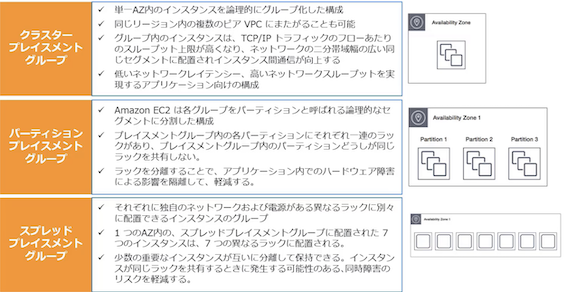 クラスター
プレイスメント
グループ
単一AZ内のインスタンスを論理的にグループ化した構成
同じリージョン内の複数のピア VPC にまたがることも可能
グループ内のインスタンスは、TCP/IP トラフィックのフローあたり
のスループット上限が高くなり、ネットワークの二分帯域幅の広い同
じセグメントに配置されインスタンス間通信が向上する
低いネットワークレイテンシー、高いネットワークスループットを実
現するアプリケーション向けの構成
Availability Zone
パーティション
プレイスメント
グループ
Amazon EC2 は各グループをパーティションと呼ばれる論理的なセ
グメントに分割した構成
プレイスメントグループ内の各パーティションにそれぞれ一連のラッ
クがあり、プレイスメントグループ内のパーティションどうしが同じ
ラックを共有しない。
ラックを分離することで、アプリケーション内でのハードウェア障害
による影響を隔離して、軽減する。
Availability Zone 1
Partition 1
Partition 2
Partition 3
スプレッド
プレイスメント
グループ
それぞれに独自のネットワークおよび電源がある異なるラックに別々
に配置できるインスタンスのグループ
1 つのAZ内の、スプレッドプレイスメントグループに配置された 7
つのインスタンスは、7 つの異なるラックに配置される。
少数の重要なインスタンスが互いに分離して保持できる。インスタン
スが同じラックを共有するときに発生する可能性のある、同時障害の
リスクを軽減する。
Availability Zone 1